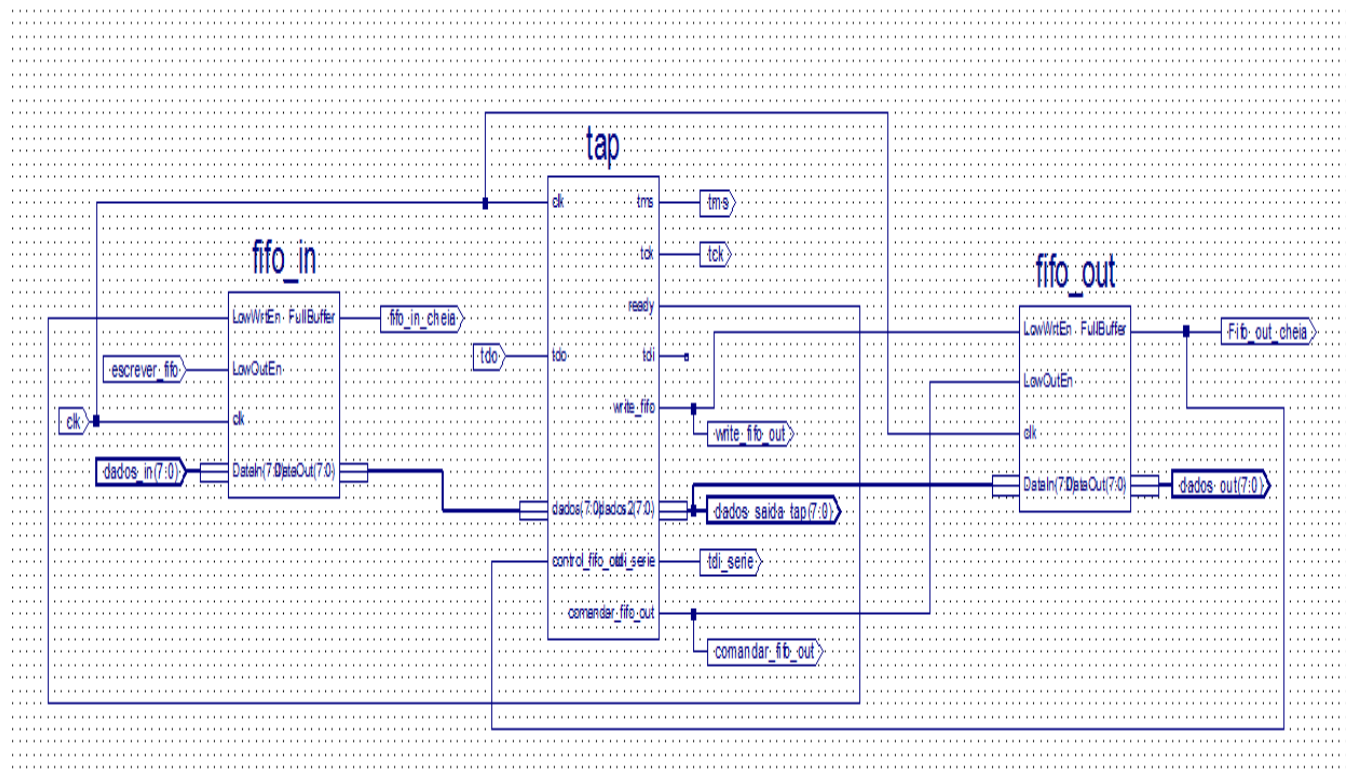 tap
clk
tms
tms
tck
tck
ready
tdo
tdo
tdi
write_fifo
write_fifo_out
dados(7:0)
dados2(7:0)
dados_saida_tap(7:0)
control_fifo_out
tdi_serie
tdi_serie
comandar_fifo_out
comandar_fifo_out
fifo_in
LowWrtEn
FullBuffer
fifo_in_cheia
escrever_fifo
LowOutEn
clk
clk
dados_in(7:0)
DataIn(7:0)
DataOut(7:0)
fifo_out
LowWrtEn
FullBuffer
Fifo_out_cheia
LowOutEn
clk
DataIn(7:0)
DataOut(7:0)
dados_out(7:0)